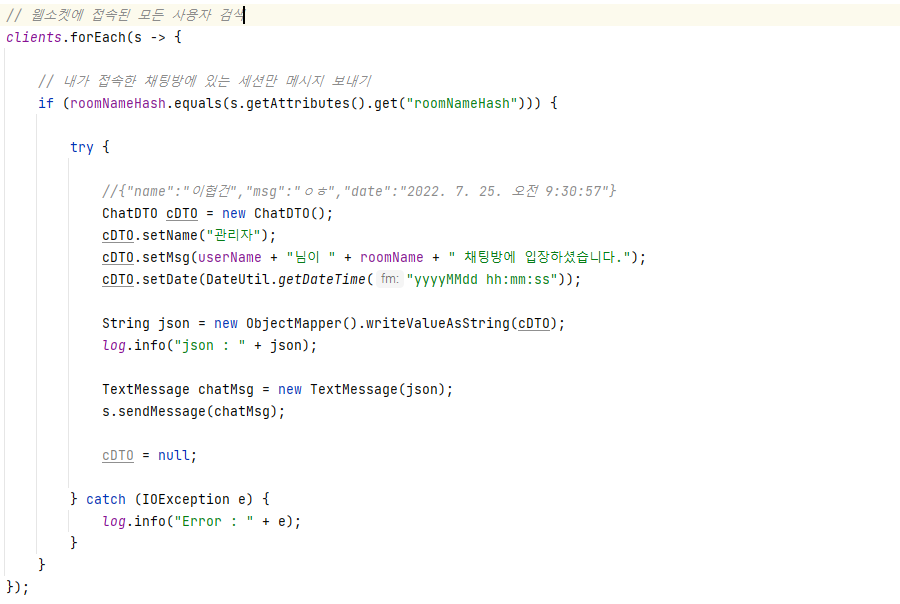 // 웹소켓에 접속된 모든 사용자 검색
clients.forEach(s -> {
// 내가 접속한 채팅방에 있는 세션만 메시지 보내기
if (roomNameHash.equals(s.getAttributes().get("roomNameHash"))) {
try {
//{"name":"이협건","msg":"ㅇㅎ","date":"2022. 7. 25. 오전 9:30:57"}
ChatDTO cDTO = new ChatDTO();
cDTO.setName("관리자");
cDTO.setMsg(userName + "님이 " + roomName + " 채팅방에 입장하셨습니다.");
cDTO.setDate(DateUtil.getDateTime( fm: "yyyyMMdd hh:mm:ss"));
String json = new ObjectMapper().writeValueAsString(cDTO);
log.info("json : " + json);
TextMessage chatMsg = new TextMessage(json);
s.sendMessage(chatMsg);
cDTO = null;
} catch (IOException e) {
log.info("Error : " + e);
}
}
});